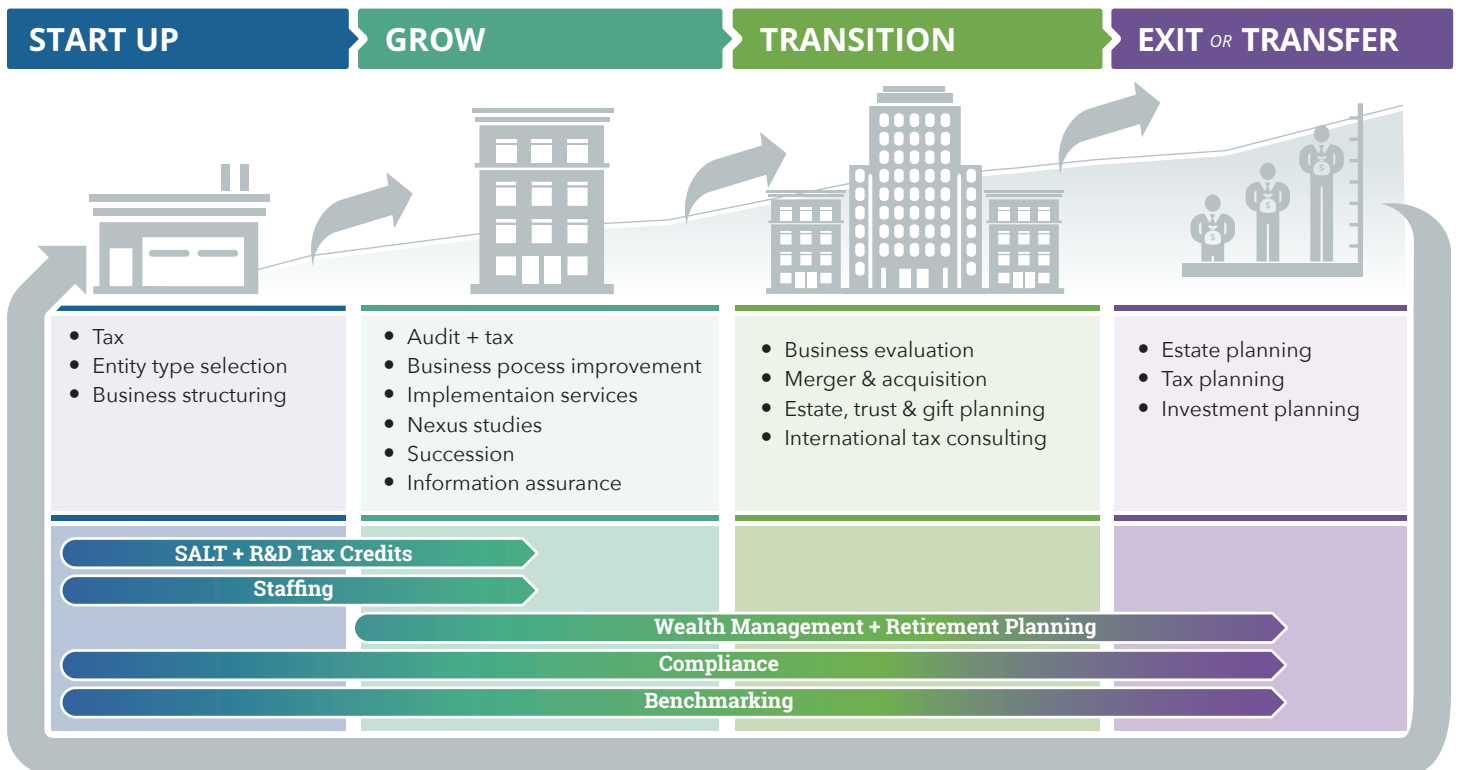 START UP
GROW
TRANSITION
EXIT OR TRANSFER
$
$
$
• Tax
• Entity type selection
• Business structuring
• Audit + tax
• Business pocess improvement
• Implementaion services
• Nexus studies
• Succession
• Information assurance
• Business evaluation
• Merger & acquisition
• Estate, trust & gift planning
• International tax consulting
• Estate planning
• Tax planning
• Investment planning
SALT + R&D Tax Credits
Staffing
Wealth Management + Retirement Planning
Compliance
Benchmarking